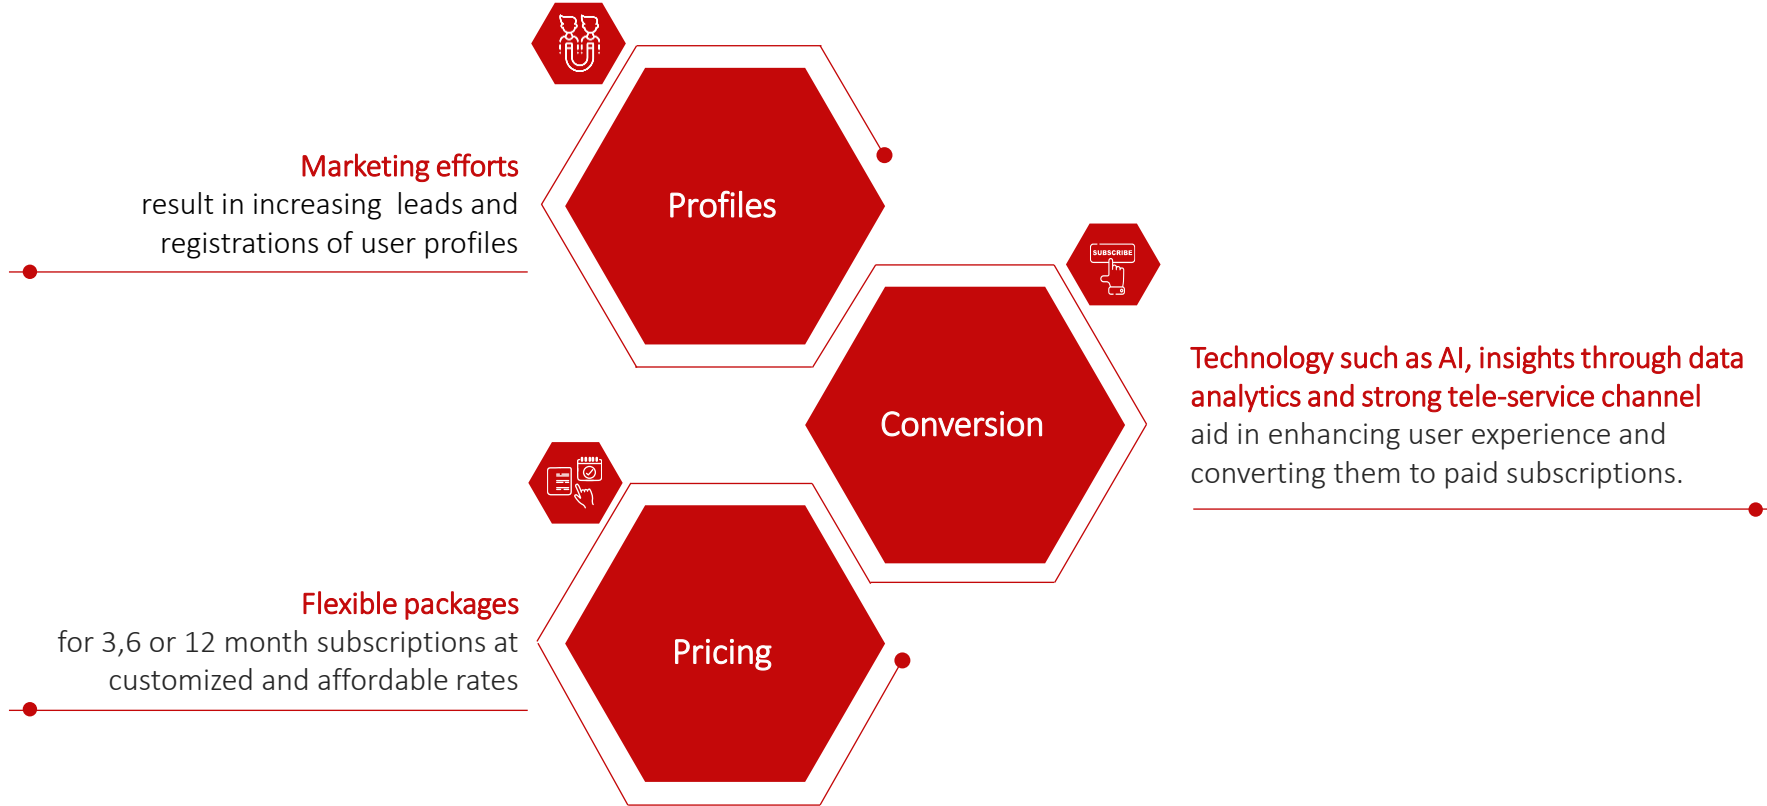 Marketing efforts
result in increasing leads and
registrations of user profiles
Profiles
SUBSCRIBE
Conversion
Technology such as AI, insights through data
analytics and strong tele-service channel
aid in enhancing user experience and
converting them to paid subscriptions.
Flexible packages
for 3,6 or 12 month subscriptions at
customized and affordable rates
Pricing